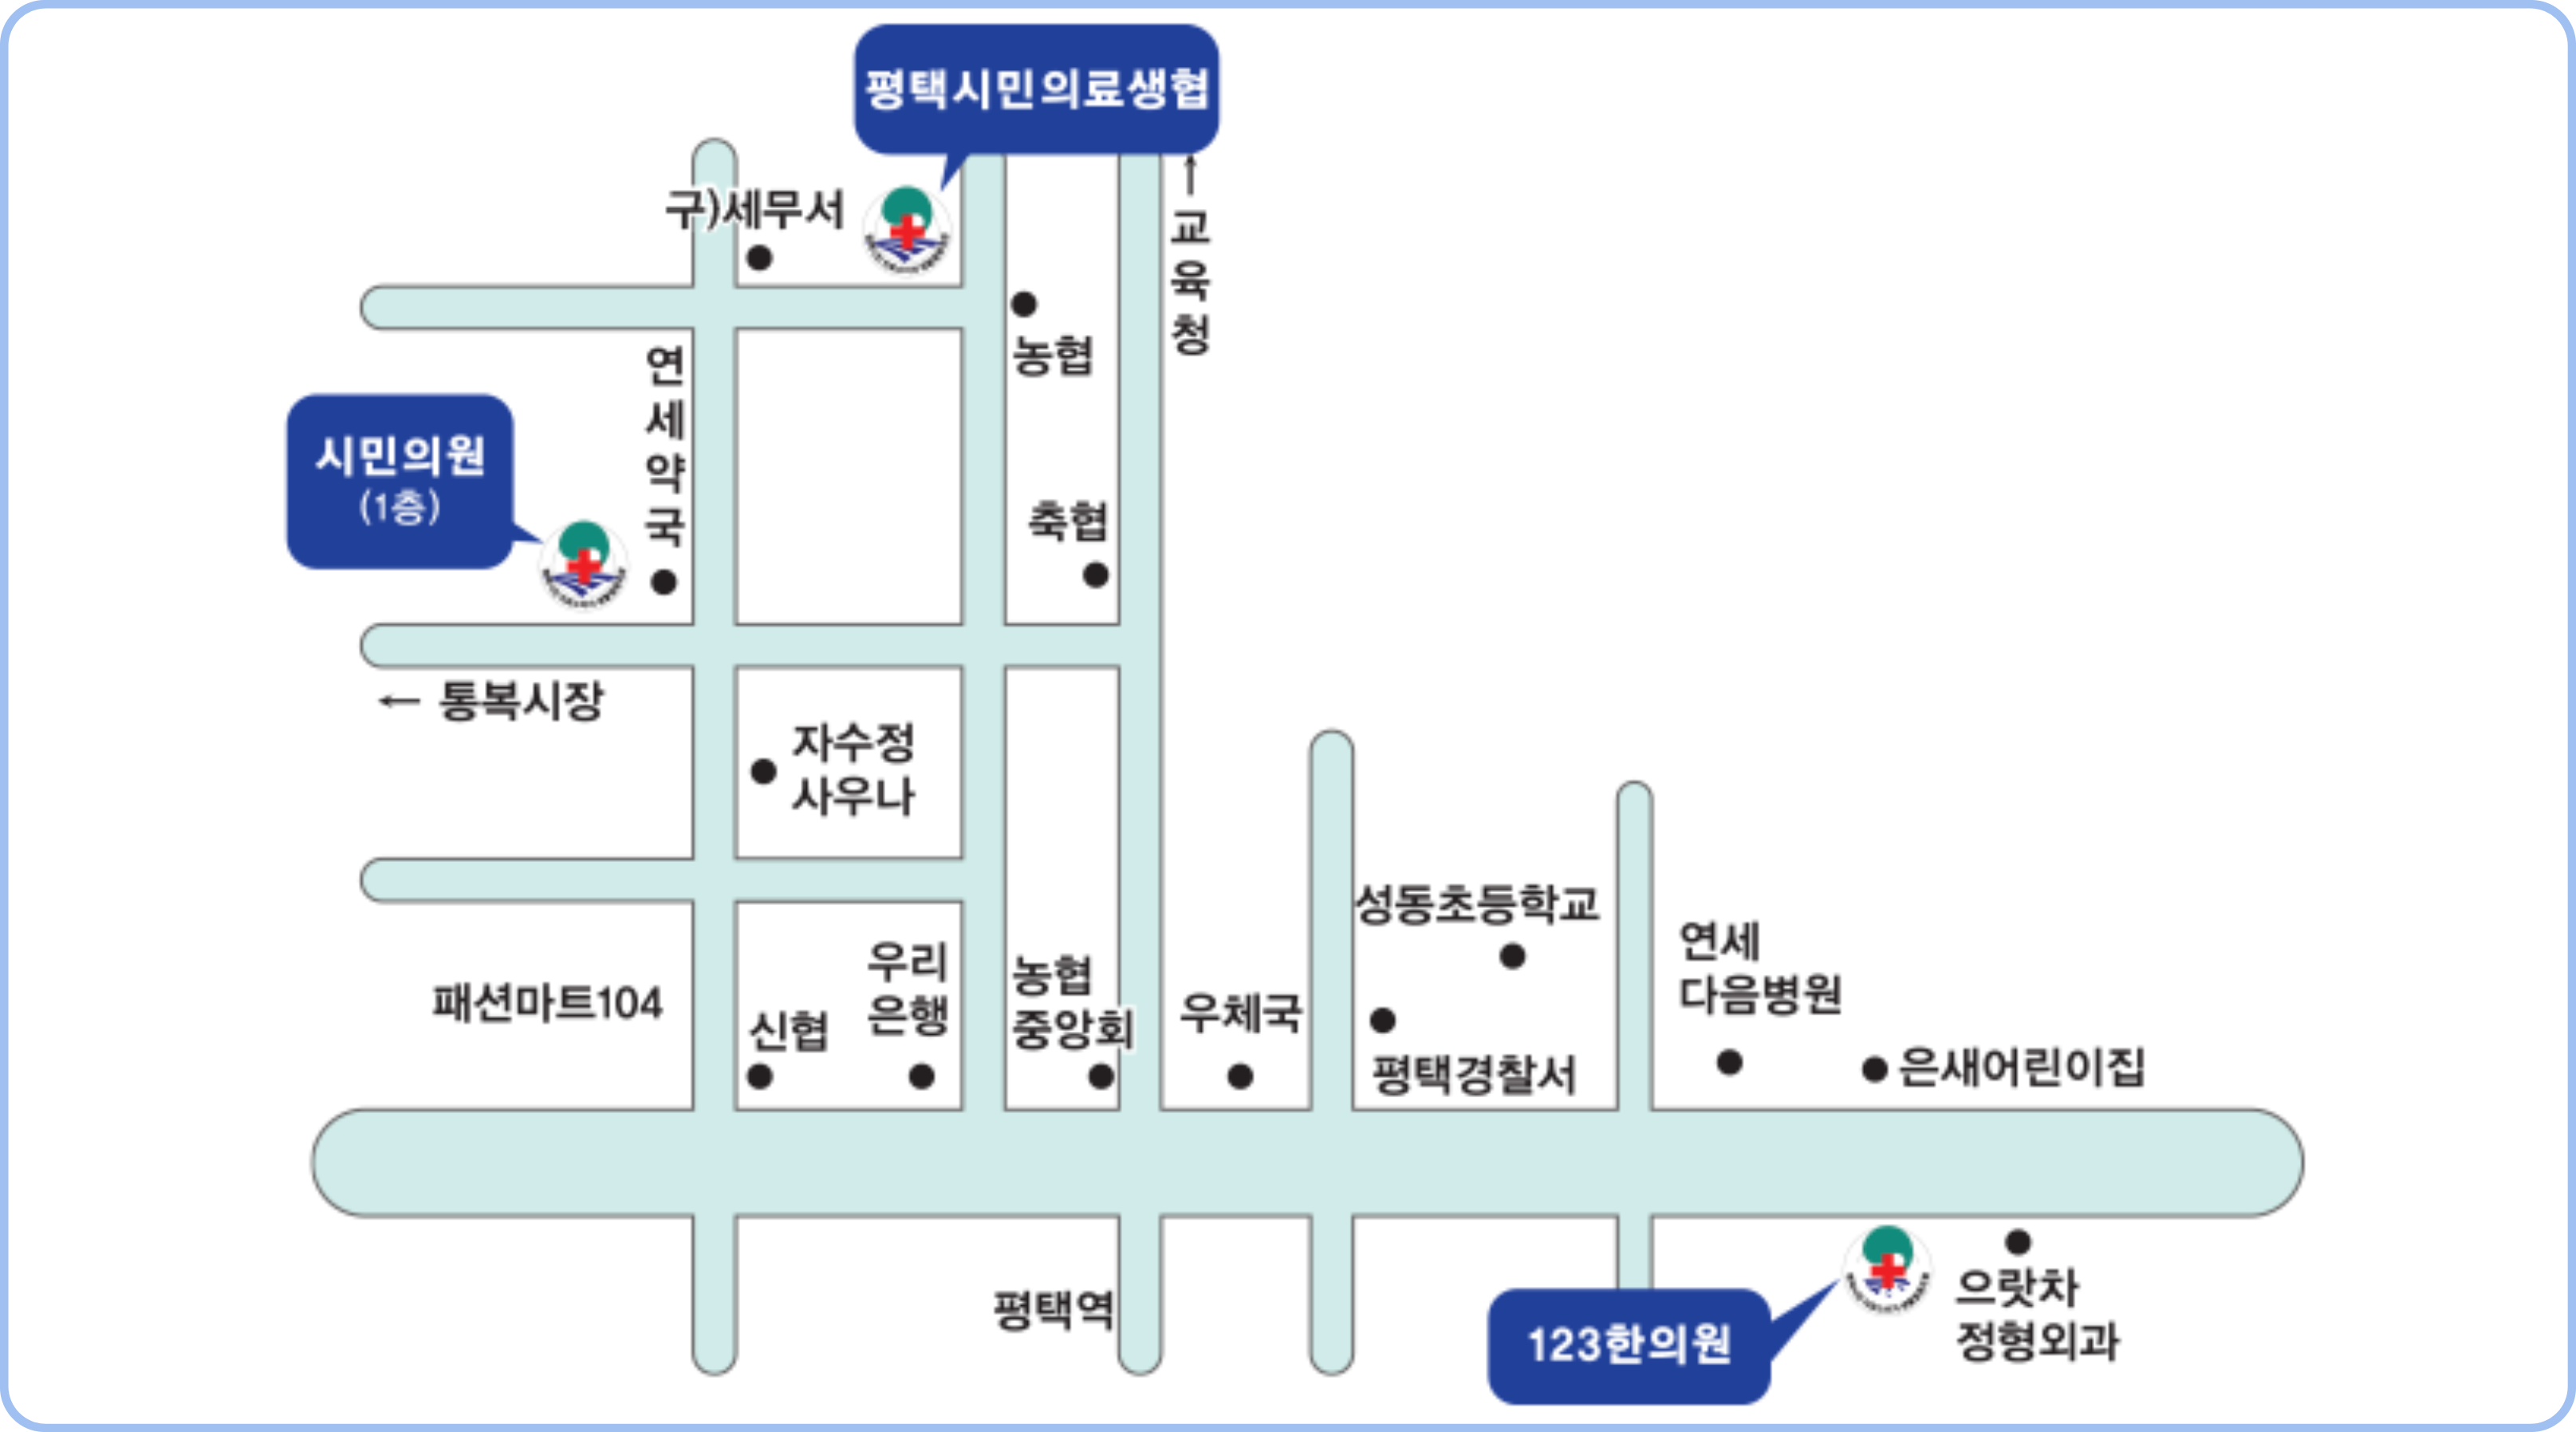 평택시민의료생협
구)세무서
↑
교
육
청
농협
연
세
약
국
시민의원
(1층)
축협
← 통복시장
자수정
사우나
성동초등학교
연세
다음병원
패션마트104
신협
우리
은행
농협
중앙회
우체국
평택경찰서
은새어린이집
평택역
123한의원
으랏차
정형외과